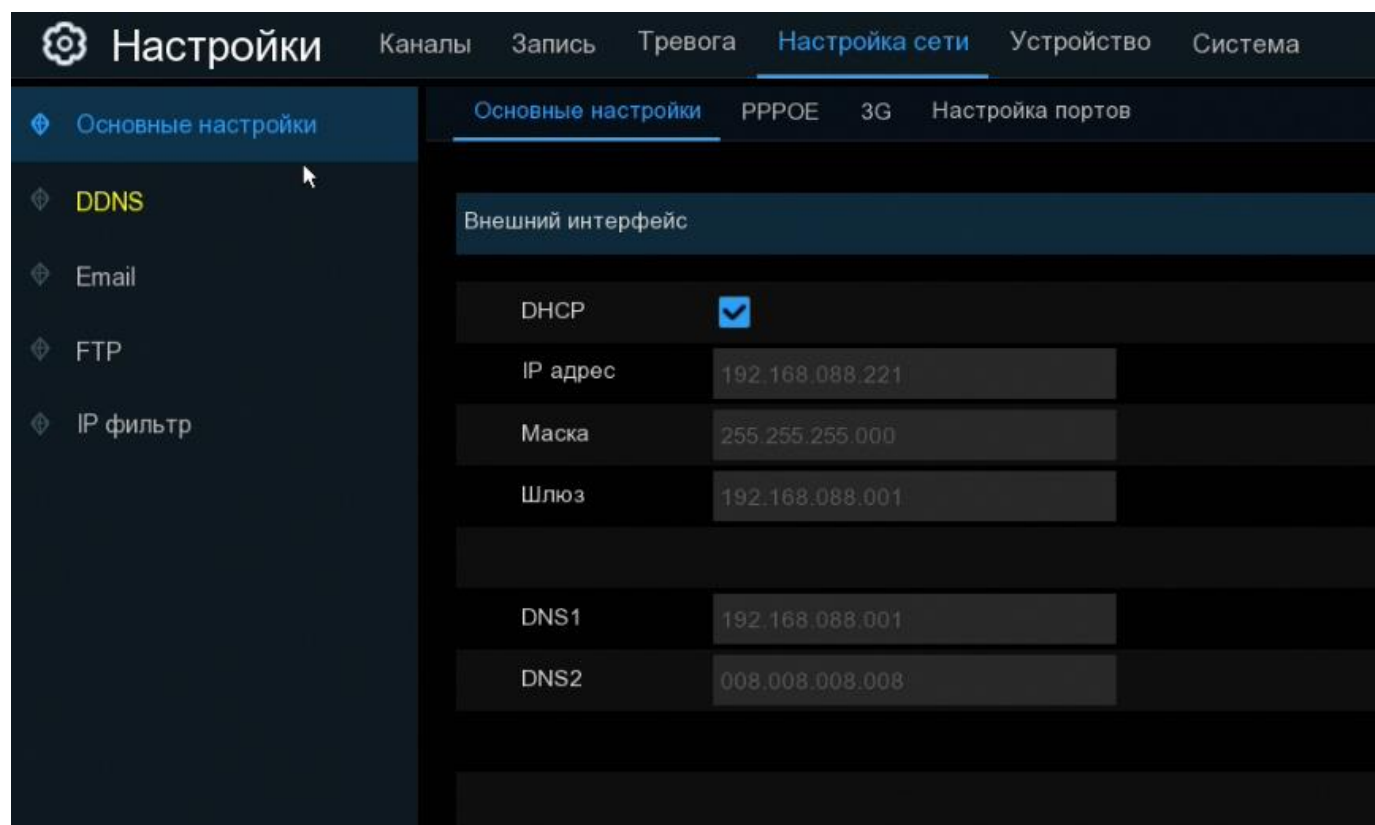 Настройки Каналы Запись Тревога Настройка сети Устройство Система
Основные настройки
DDNS
Email
FTP
IP фильтр
Основные настройки PPPOE 3G Настройка портов
Внешний интерфейс
DHCP
IP адрес 192.168.088.221
Маска 255.255.255.000
Шлюз 192.168.088.001
DNS1 192.168.088.001
DNS2 008.008.008.008